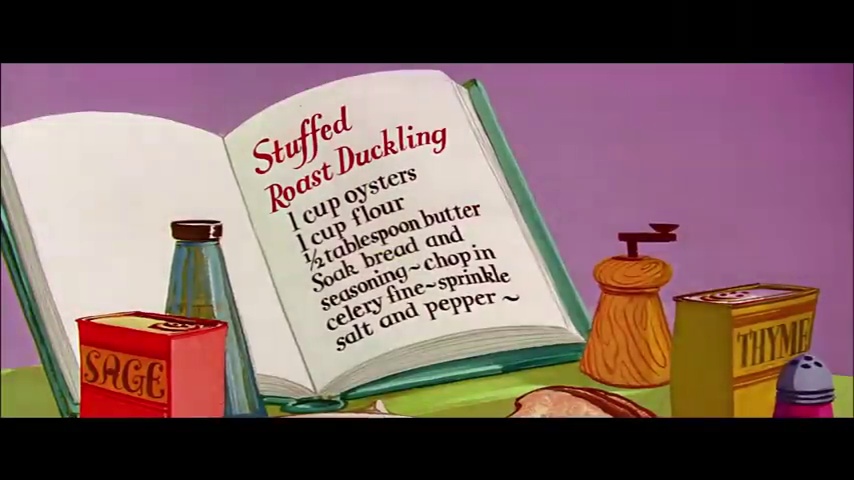 Stuffed
Roast Duckling
1 cup oysters
1 cup flour
1/2 tablespoon butter
Soak bread and
seasoning~chop in
celery fine~sprinkle
salt and pepper ~
SAGE
THYME